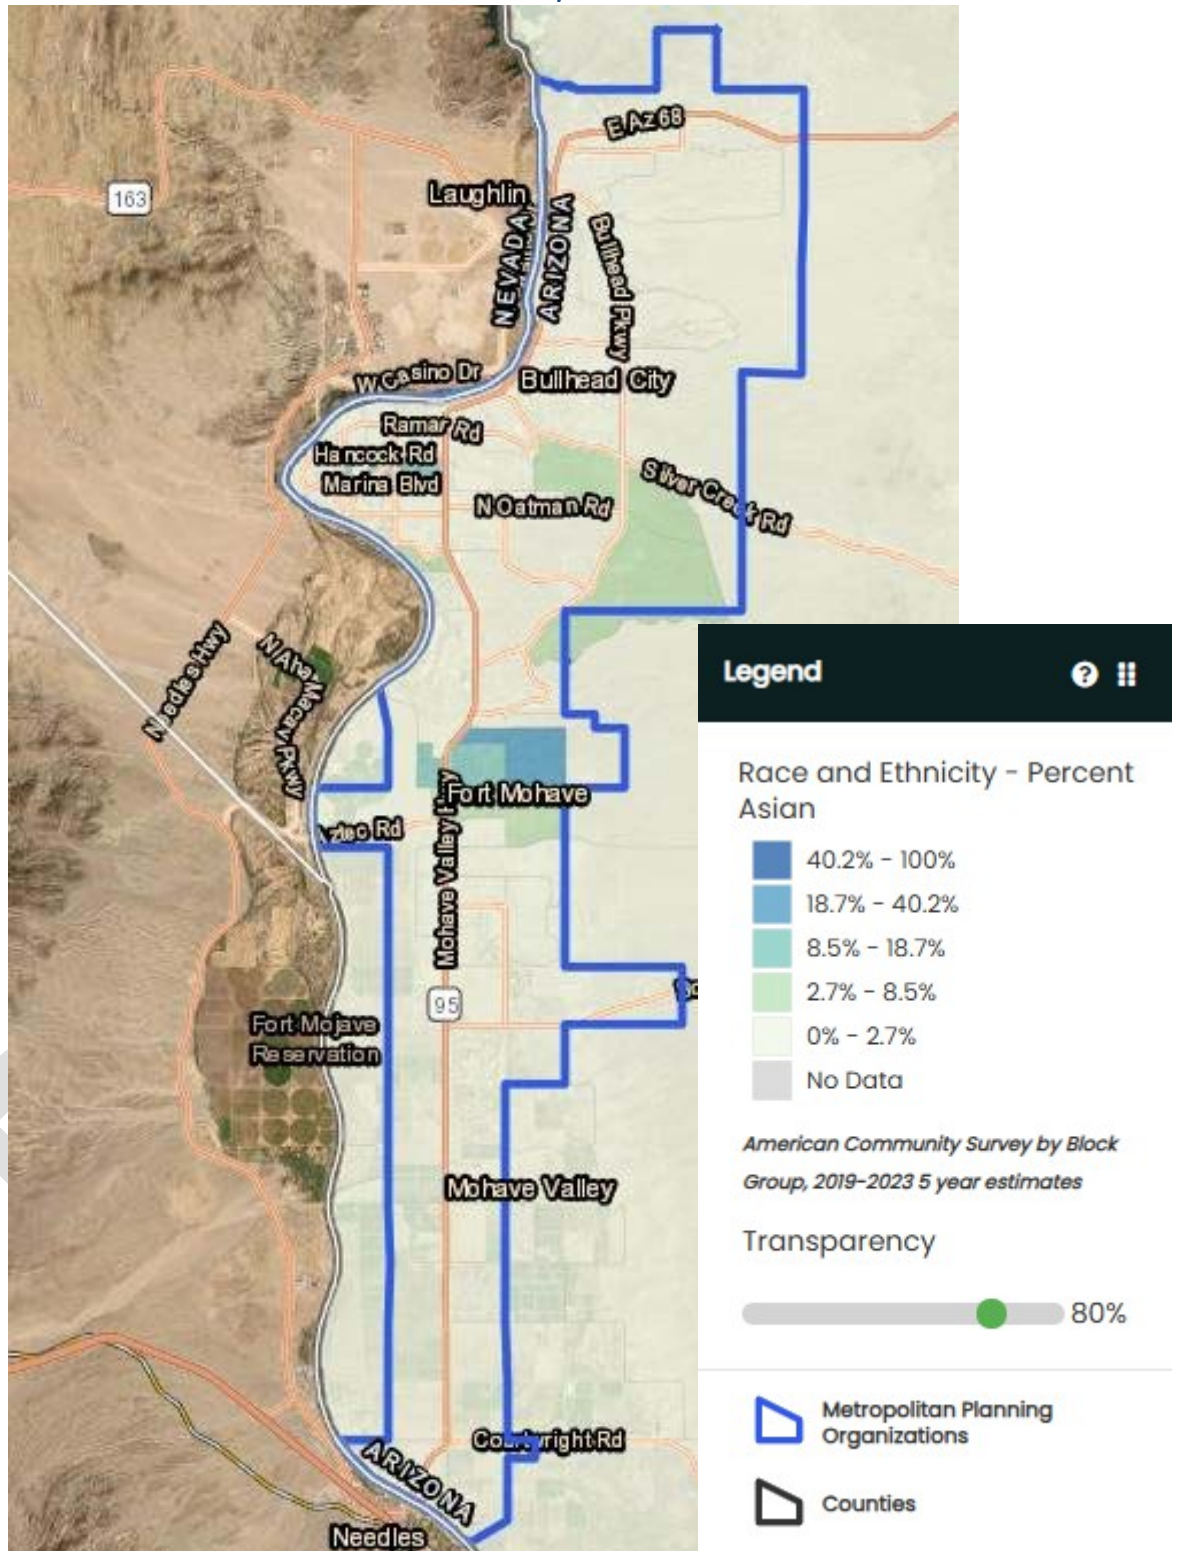 E Az 68
163
Laughlin
NEVADA
ARIZONA
Bullhead Pkwy
W Casino Dr
Bullhead City
Ramar Rd
Hancock Rd
Marina Blvd
Silver Creek Rd
N Oatman Rd
Needles Hwy
N Aha Macav Pkwy
Fort Mohave
Aztec Rd
Mohave Valley Hwy
95
Fort Mojave
Reservation
Mohave Valley
Courtwright Rd
ARIZONA
Needles
Legend
Race and Ethnicity - Percent
Asian
40.2% - 100%
18.7% - 40.2%
8.5% - 18.7%
2.7% - 8.5%
0% - 2.7%
No Data
American Community Survey by Block
Group, 2019-2023 5 year estimates
Transparency
80%
Metropolitan Planning
Organizations
Counties